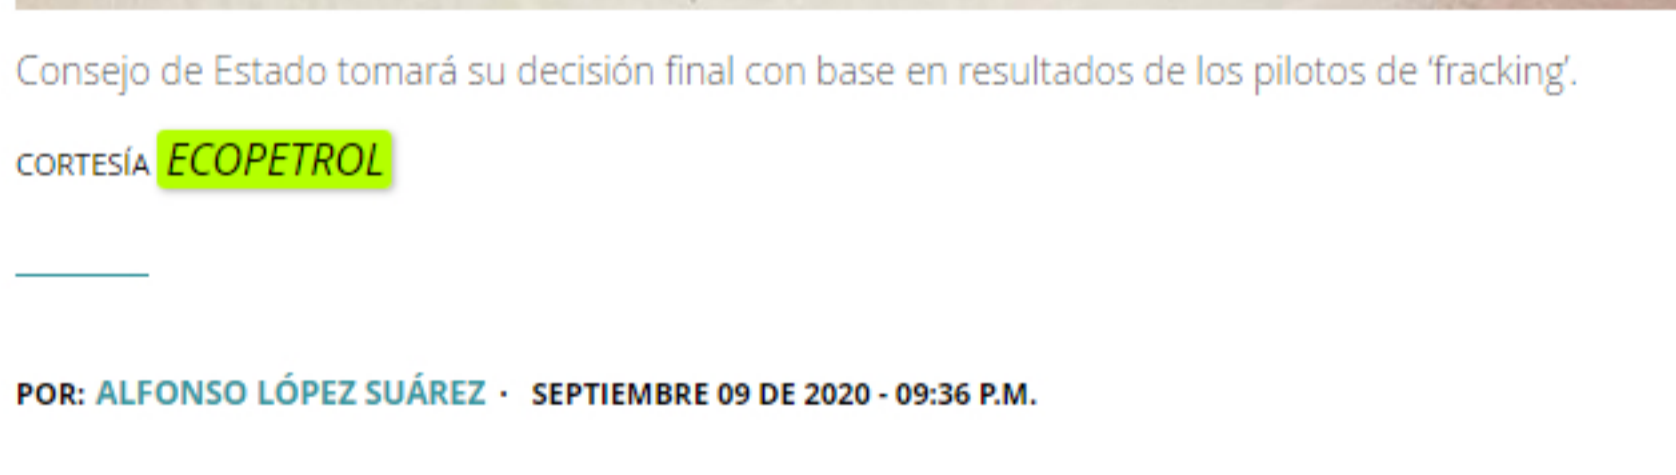 Consejo de Estado tomará su decisión final con base en resultados de los pilotos de ‘fracking’.
CORTESÍA ECOPETROL
POR: ALFONSO LÓPEZ SUÁREZ · SEPTIEMBRE 09 DE 2020 - 09:36 P.M.